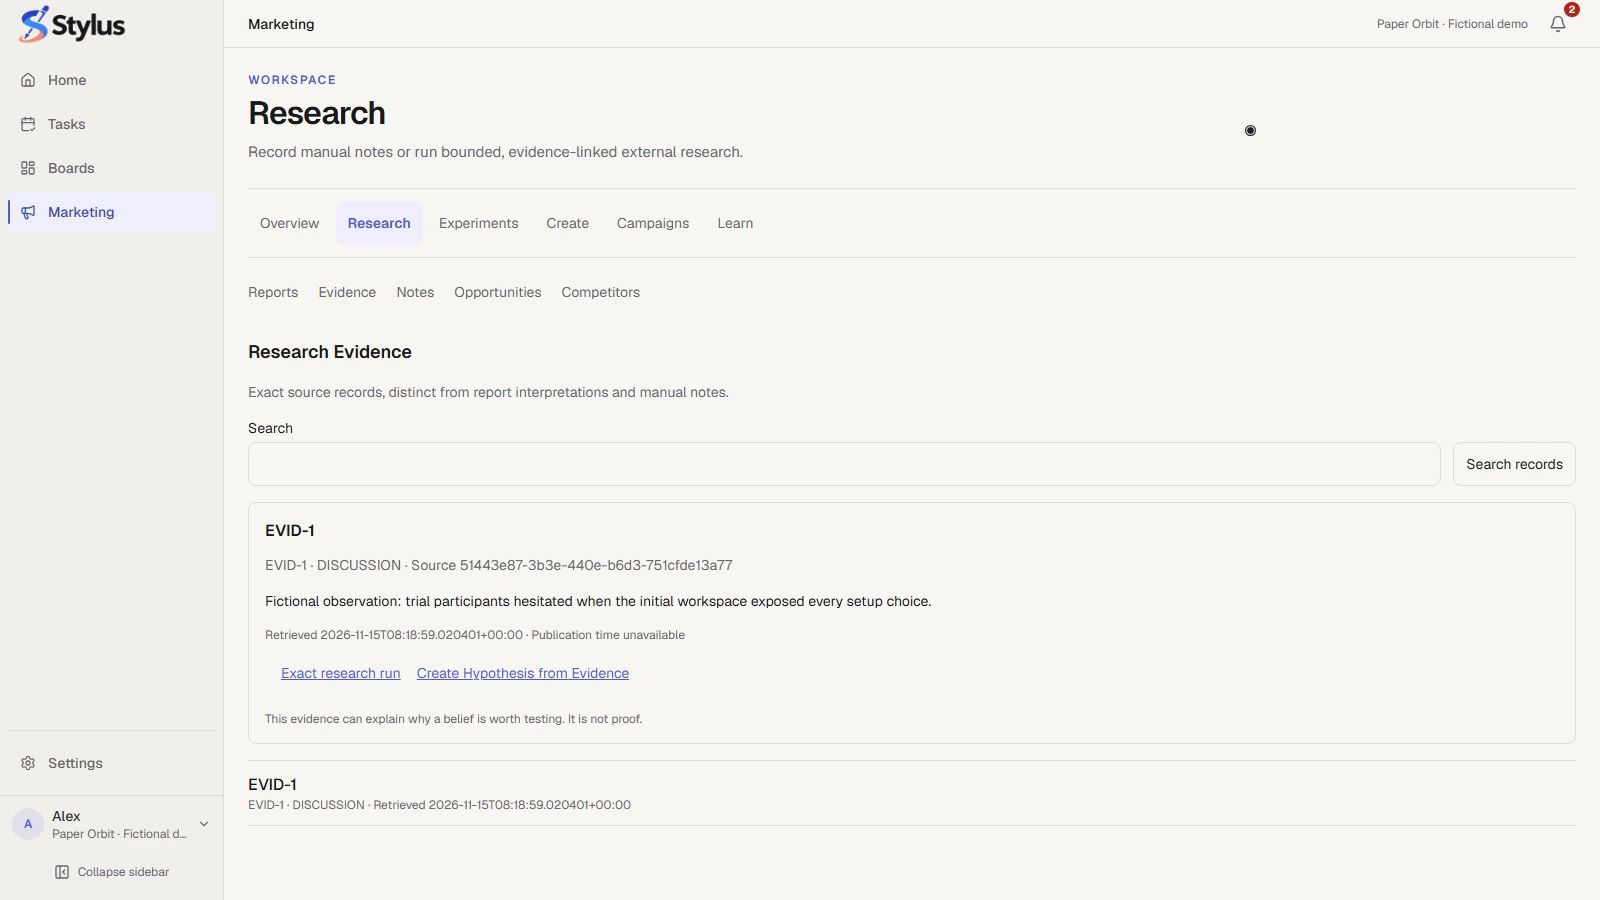 Stylus
Home
Tasks
Boards
Marketing
Settings
A
Alex
Paper Orbit · Fictional d...
Collapse sidebar
Marketing
Paper Orbit · Fictional demo
2
WORKSPACE
Research
Record manual notes or run bounded, evidence-linked external research.
Overview Research Experiments Create Campaigns Learn
Reports Evidence Notes Opportunities Competitors
Research Evidence
Exact source records, distinct from report interpretations and manual notes.
Search
Search records
EVID-1
EVID-1 · DISCUSSION · Source 51443e87-3b3e-440e-b6d3-751cfde13a77
Fictional observation: trial participants hesitated when the initial workspace exposed every setup choice.
Retrieved 2026-11-15T08:18:59.020401+00:00 · Publication time unavailable
Exact research run Create Hypothesis from Evidence
This evidence can explain why a belief is worth testing. It is not proof.
EVID-1
EVID-1 · DISCUSSION · Retrieved 2026-11-15T08:18:59.020401+00:00